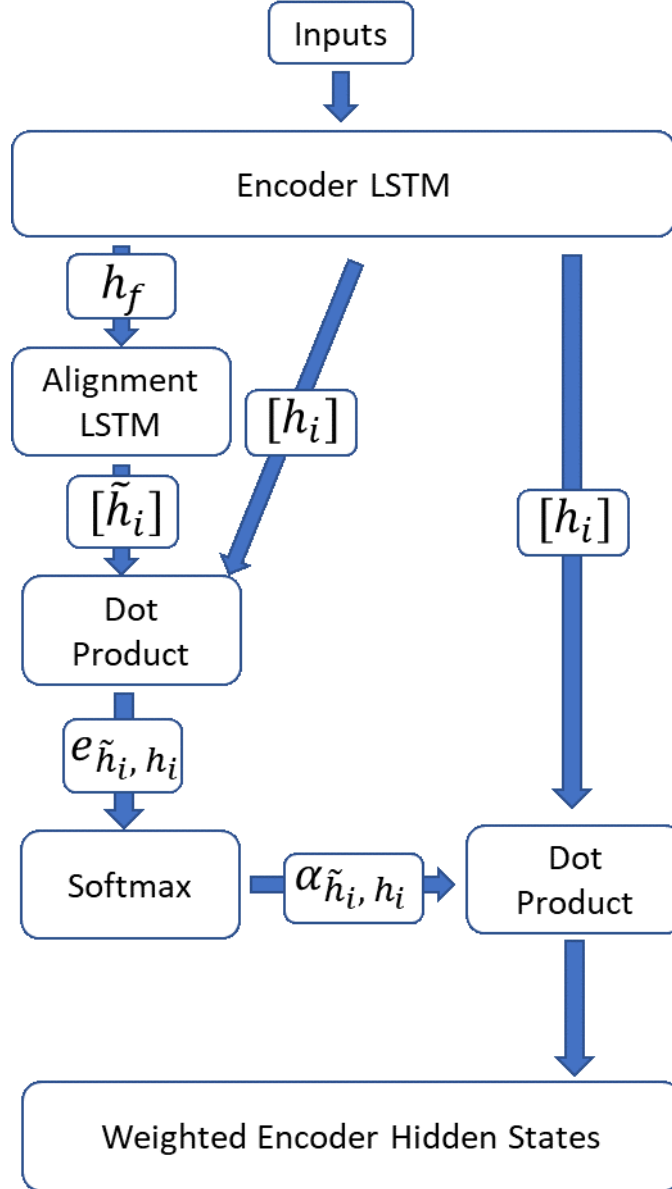 Inputs
Encoder LSTM
h_f
Alignment
LSTM
[h_i]
[h̃_i]
[h_i]
Dot
Product
e_{h̃_i, h_i}
Softmax
α_{h̃_i, h_i}
Dot
Product
Weighted Encoder Hidden States